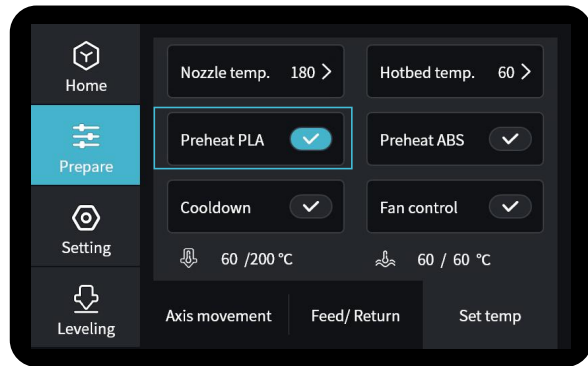 Home
Prepare
Setting
Leveling
Nozzle temp. 180 >
Hotbed temp. 60 >
Preheat PLA
Preheat ABS
Cooldown
Fan control
60 /200 ℃
60 / 60 ℃
Axis movement
Feed/ Return
Set temp